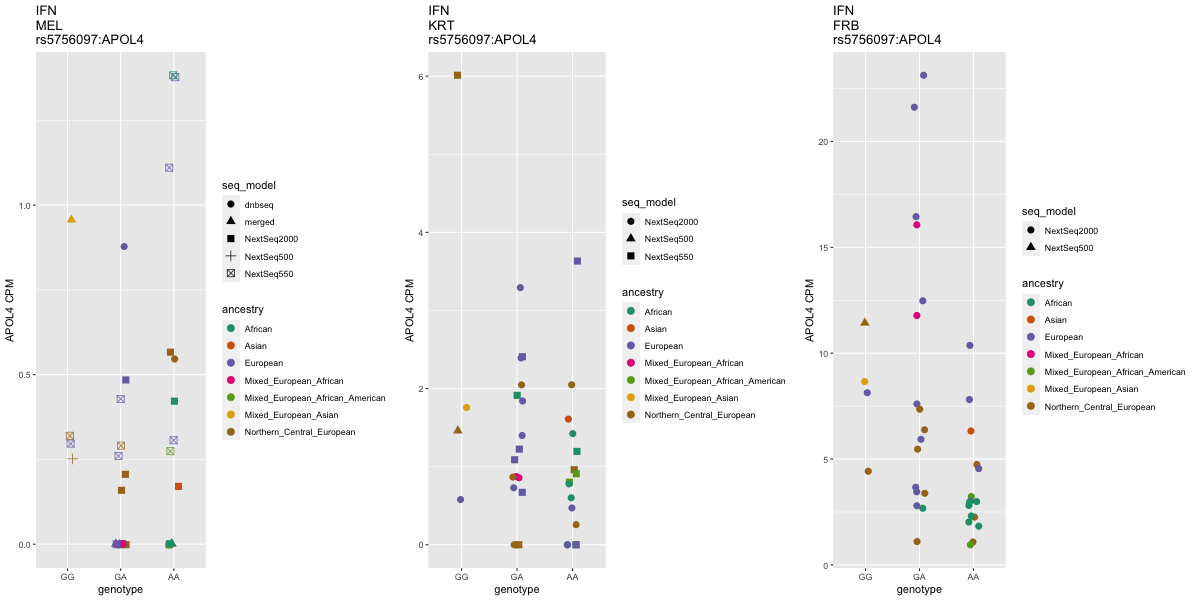 IFN
MEL
rs5756097:APOL4
APOL4 CPM
1.0
0.5
0.0
GG
GA
AA
genotype
seq_model
dnbseq
merged
NextSeq2000
NextSeq500
NextSeq550
ancestry
African
Asian
European
Mixed_European_African
Mixed_European_African_American
Mixed_European_Asian
Northern_Central_European
IFN
KRT
rs5756097:APOL4
APOL4 CPM
6
4
2
0
GG
GA
AA
genotype
seq_model
NextSeq2000
NextSeq500
NextSeq550
ancestry
African
Asian
European
Mixed_European_African
Mixed_European_African_American
Mixed_European_Asian
Northern_Central_European
IFN
FRB
rs5756097:APOL4
APOL4 CPM
20
15
10
5
0
GG
GA
AA
genotype
seq_model
NextSeq2000
NextSeq500
ancestry
African
Asian
European
Mixed_European_African
Mixed_European_African_American
Mixed_European_Asian
Northern_Central_European